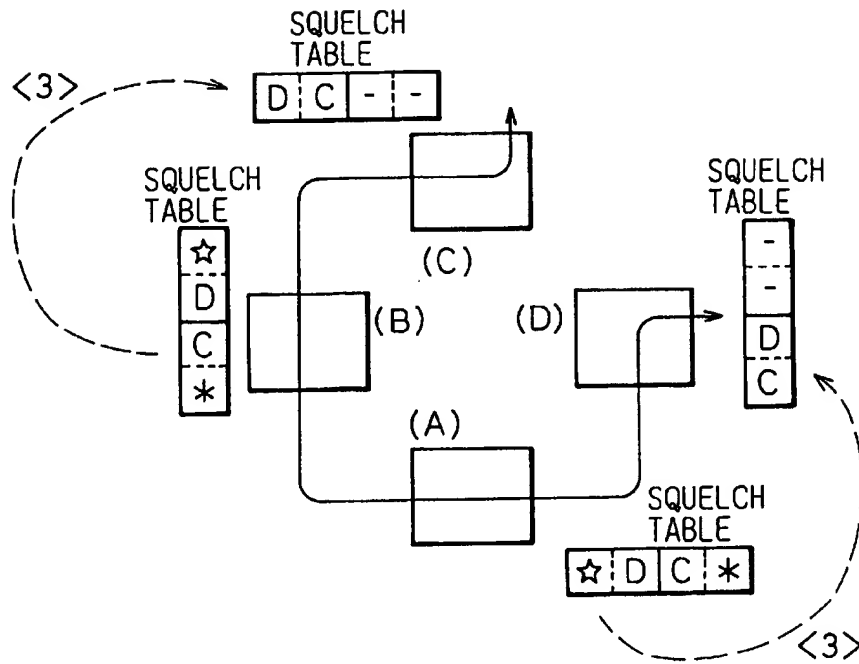 SQUELCH
TABLE
<3>
D C - -
SQUELCH
TABLE
☆
D
C
*
(C)
(B)
(D)
SQUELCH
TABLE
-
-
D
C
(A)
SQUELCH
TABLE
☆ D C *
<3>